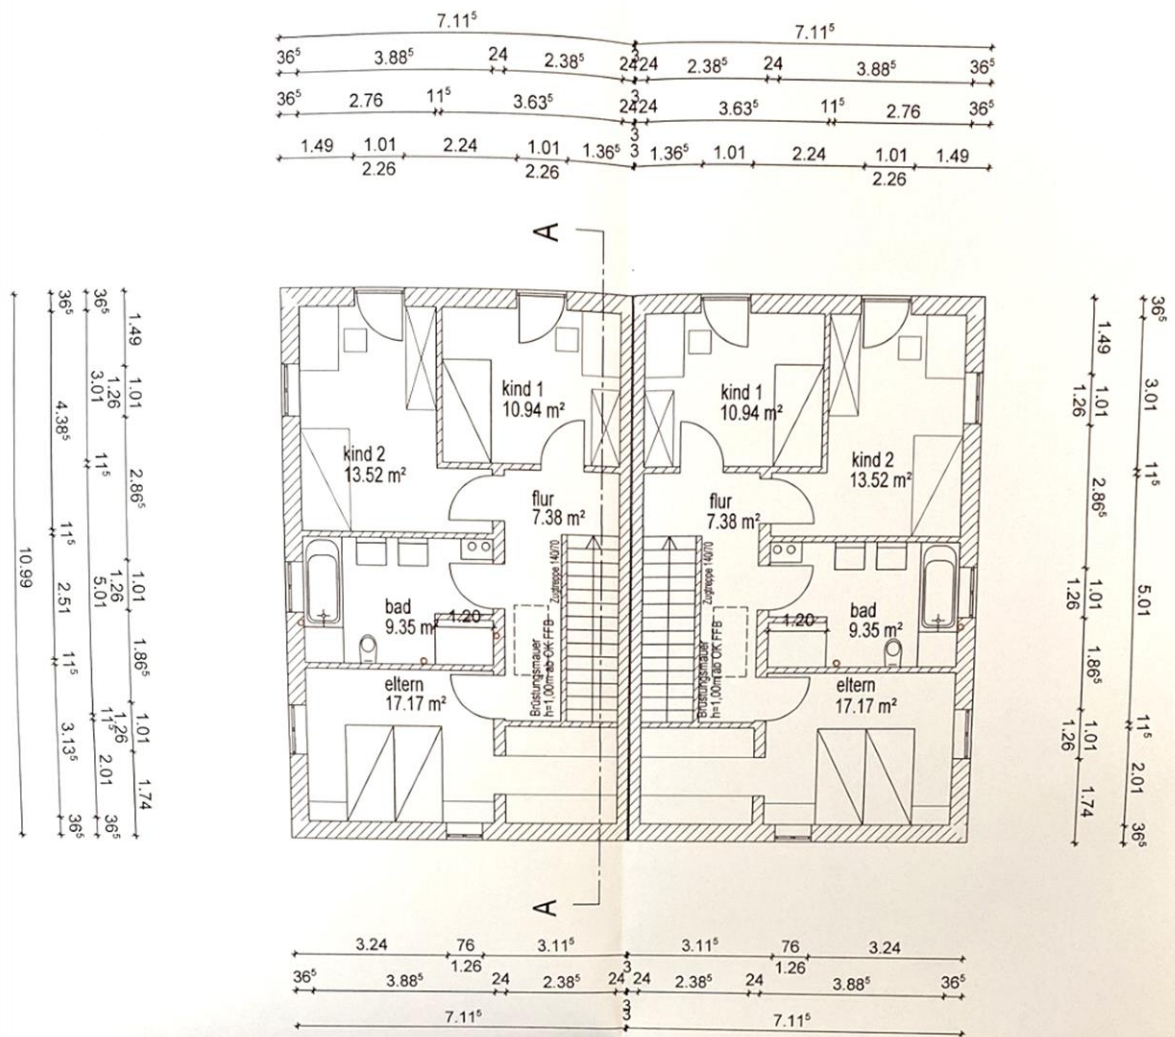 7.11⁵ 7.11⁵
36⁵ 3.88⁵ 24 2.38⁵ 24 3 24 2.38⁵ 24 3.88⁵ 36⁵
36⁵ 2.76 11⁵ 3.63⁵ 24 3 24 3.63⁵ 11⁵ 2.76 36⁵
3
1.49 1.01 2.24 1.01 1.36⁵ 3 1.36⁵ 1.01 2.24 1.01 1.49
2.26 2.26 2.26
A
10.99
36⁵ 4.38⁵ 11⁵ 2.51 11⁵ 3.13⁵ 36⁵
36⁵ 3.01 11⁵ 5.01 11⁵ 2.01 36⁵
1.49 1.01 2.86⁵ 1.01 1.86⁵ 1.01 1.74
1.26 1.26 1.26
kind 1
10.94 m²
kind 2
13.52 m²
flur
7.38 m²
Zugtreppe 140/70
bad
9.35 m
1.20
Brüstungsmauer
h=1,00m ab OK FFB
eltern
17.17 m²
kind 1
10.94 m²
kind 2
13.52 m²
flur
7.38 m²
Zugtreppe 140/70
bad
9.35 m²
1.20
Brüstungsmauer
h=1,00m ab OK FFB
eltern
17.17 m²
1.49 1.01 2.86⁵ 1.01 1.86⁵ 1.01 1.74
1.26 1.26 1.26
36⁵ 3.01 11⁵ 5.01 11⁵ 2.01 36⁵
A
3.24 76 3.11⁵ 3.11⁵ 76 3.24
1.26 3 1.26
36⁵ 3.88⁵ 24 2.38⁵ 24 24 2.38⁵ 24 3.88⁵ 36⁵
3
3
7.11⁵ 7.11⁵